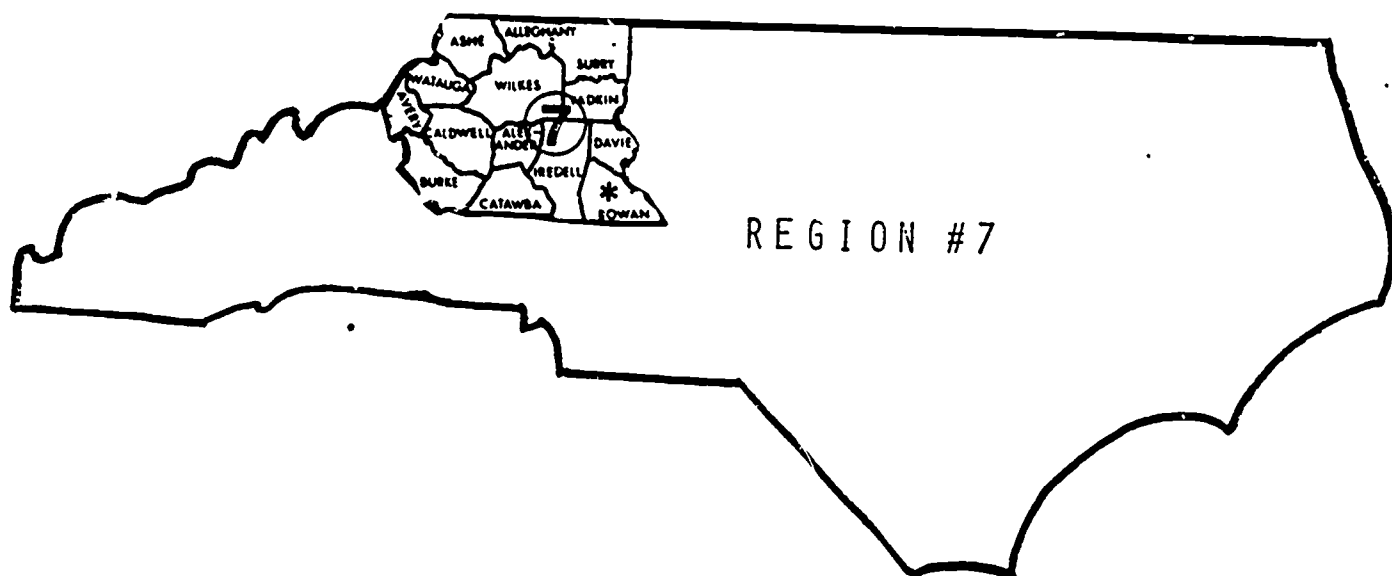 ASHE
ALLEGHANY
SURRY
WATAUGA
WILKES
YADKIN
AVERY
7
CALDWELL
ALEX-
ANDER
DAVIE
IREDELL
BURKE
*
CATAWBA
ROWAN
REGION #7